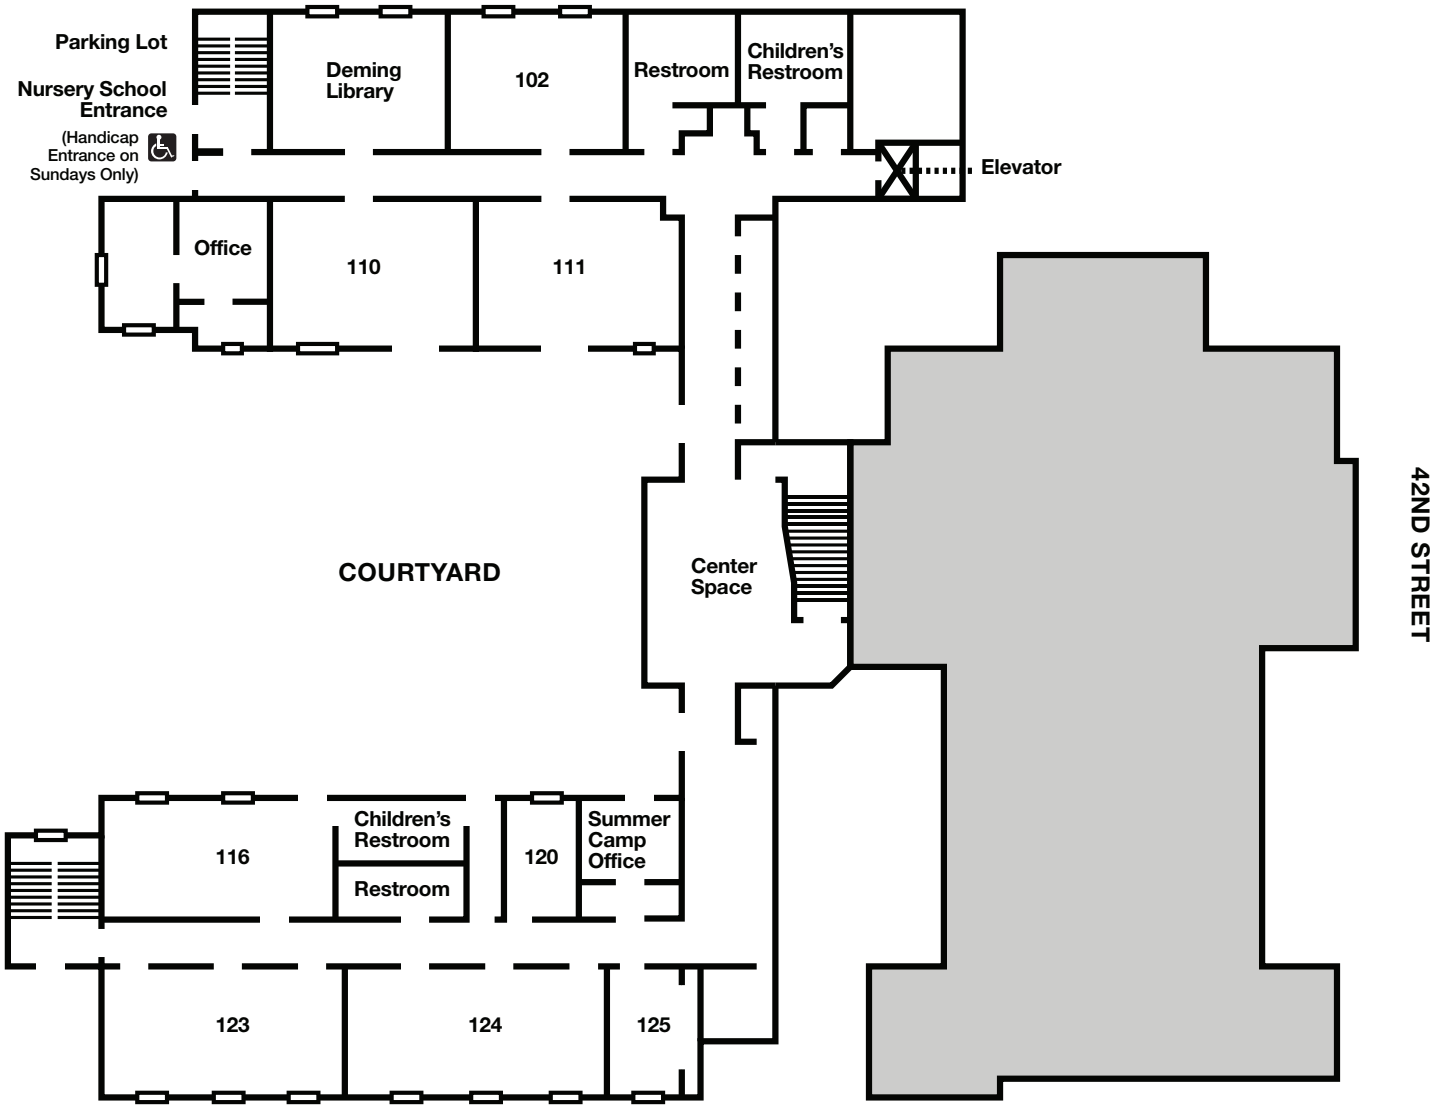 Parking Lot
Nursery School
Entrance
(Handicap
Entrance on
Sundays Only)
Deming
Library
102
Restroom
Children's
Restroom
Elevator
Office
110
111
42ND STREET
COURTYARD
Center
Space
116
Children's
Restroom
Restroom
120
Summer
Camp
Office
123
124
125